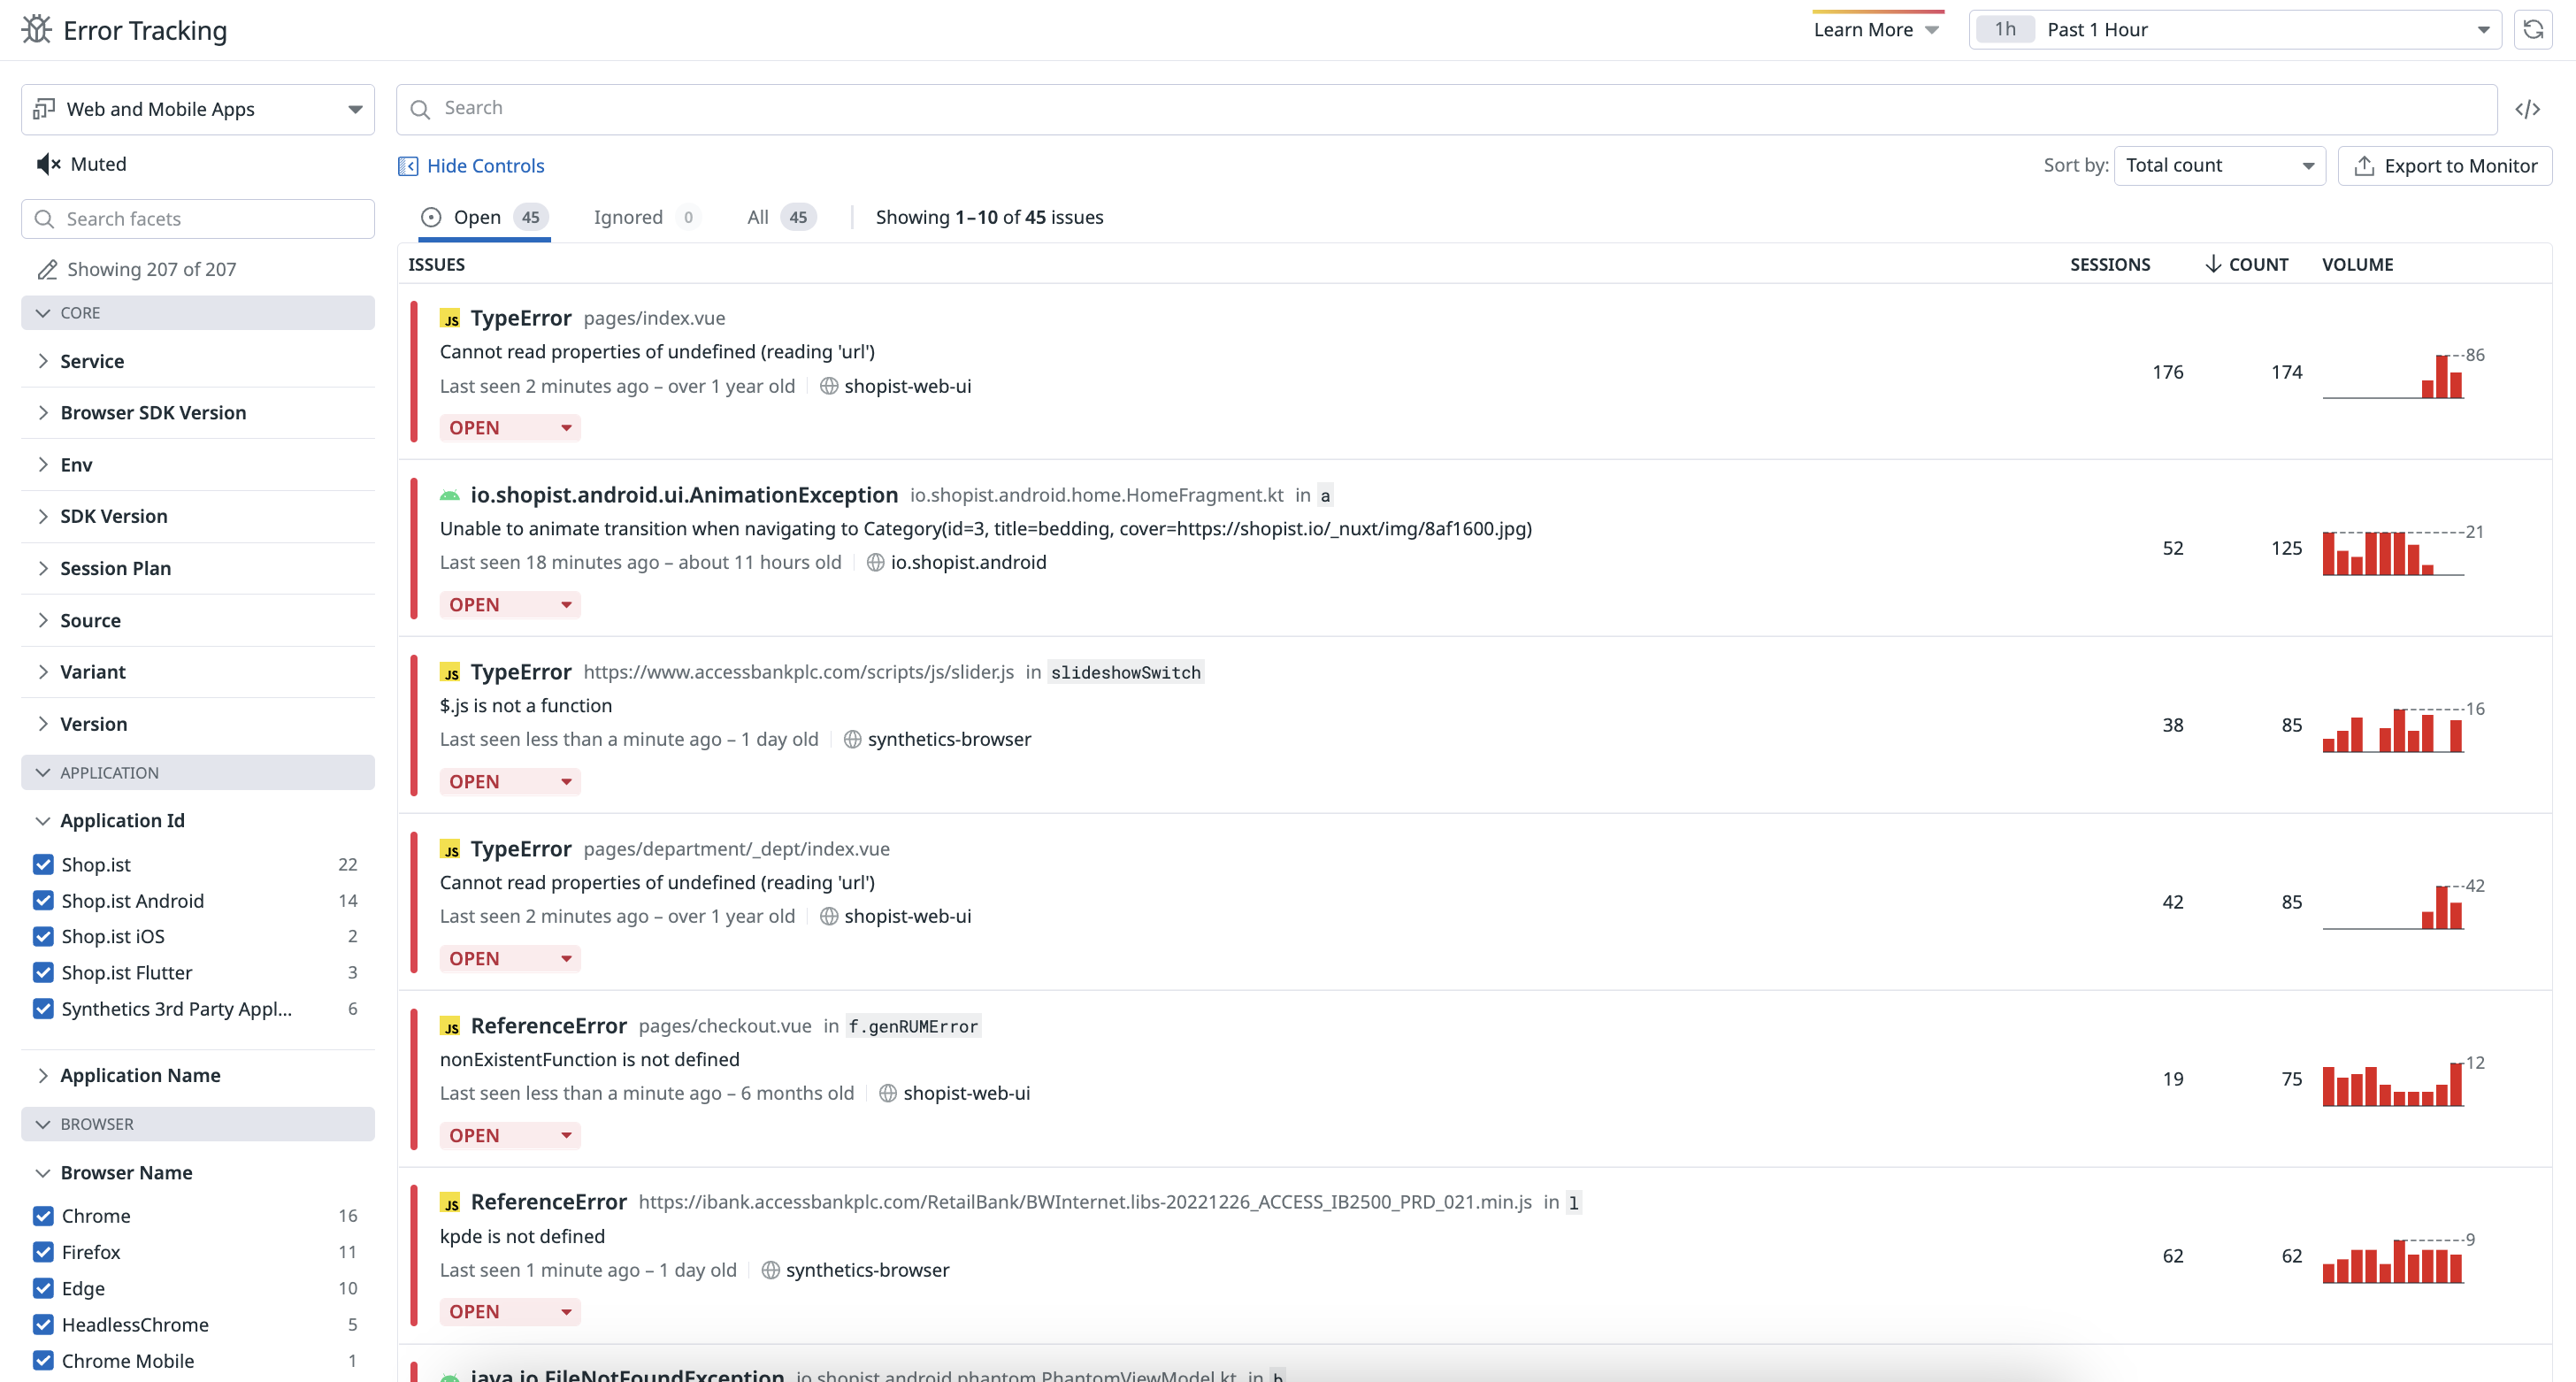 Error Tracking
Learn More
1h Past 1 Hour
Web and Mobile Apps
Search
</>
Muted
Hide Controls
Sort by: Total count
Export to Monitor
Search facets
Open 45
Ignored 0
All 45
Showing 1–10 of 45 issues
Showing 207 of 207
CORE
Service
Browser SDK Version
Env
SDK Version
Session Plan
Source
Variant
Version
APPLICATION
Application Id
Shop.ist 22
Shop.ist Android 14
Shop.ist iOS 2
Shop.ist Flutter 3
Synthetics 3rd Party Appl... 6
Application Name
BROWSER
Browser Name
Chrome 16
Firefox 11
Edge 10
HeadlessChrome 5
Chrome Mobile 1
ISSUES SESSIONS COUNT VOLUME
JS TypeError pages/index.vue
Cannot read properties of undefined (reading 'url')
176 174 86
Last seen 2 minutes ago – over 1 year old shopist-web-ui
OPEN
io.shopist.android.ui.AnimationException io.shopist.android.home.HomeFragment.kt in a
Unable to animate transition when navigating to Category(id=3, title=bedding, cover=https://shopist.io/_nuxt/img/8af1600.jpg)
52 125 21
Last seen 18 minutes ago – about 11 hours old io.shopist.android
OPEN
JS TypeError https://www.accessbankplc.com/scripts/js/slider.js in slideshowSwitch
$.js is not a function
38 85 16
Last seen less than a minute ago – 1 day old synthetics-browser
OPEN
JS TypeError pages/department/_dept/index.vue
Cannot read properties of undefined (reading 'url')
42 85 42
Last seen 2 minutes ago – over 1 year old shopist-web-ui
OPEN
JS ReferenceError pages/checkout.vue in f.genRUMError
nonExistentFunction is not defined
19 75 12
Last seen less than a minute ago – 6 months old shopist-web-ui
OPEN
JS ReferenceError https://ibank.accessbankplc.com/RetailBank/BWInternet.libs-20221226_ACCESS_IB2500_PRD_021.min.js in l
kpde is not defined
62 62 9
Last seen 1 minute ago – 1 day old synthetics-browser
OPEN
java.io.FileNotFoundException io.shopist.android.phantom.PhantomViewModel.kt in b